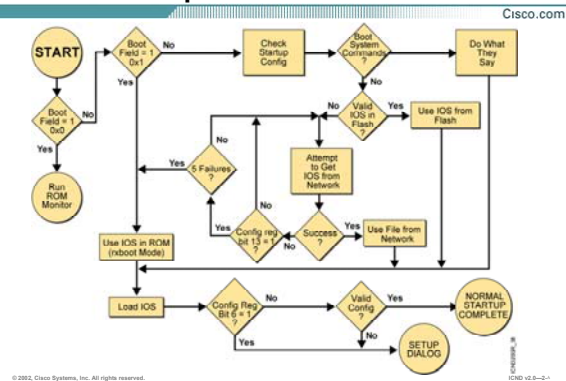 Cisco.com
START
Boot
Field = 1
0x1
No
Yes
Check
Startup
Config
Boot
System
Commands
?
Yes
No
Do What
They
Say
Boot
Field = 1
0x0
No
Yes
Run
ROM
Monitor
Valid
IOS in
Flash
?
Yes
No
Use IOS from
Flash
Attempt
to Get
IOS from
Network
Success
?
Yes
No
Use File from
Network
Config reg
bit 13 = 1
?
Yes
No
5 Failures
?
Yes
No
Use IOS in ROM
(rxboot Mode)
Load IOS
Config Reg
Bit 6 = 1
?
No
Yes
Valid
Config
?
Yes
No
NORMAL
STARTUP
COMPLETE
SETUP
DIALOG
© 2002, Cisco Systems, Inc. All rights reserved.